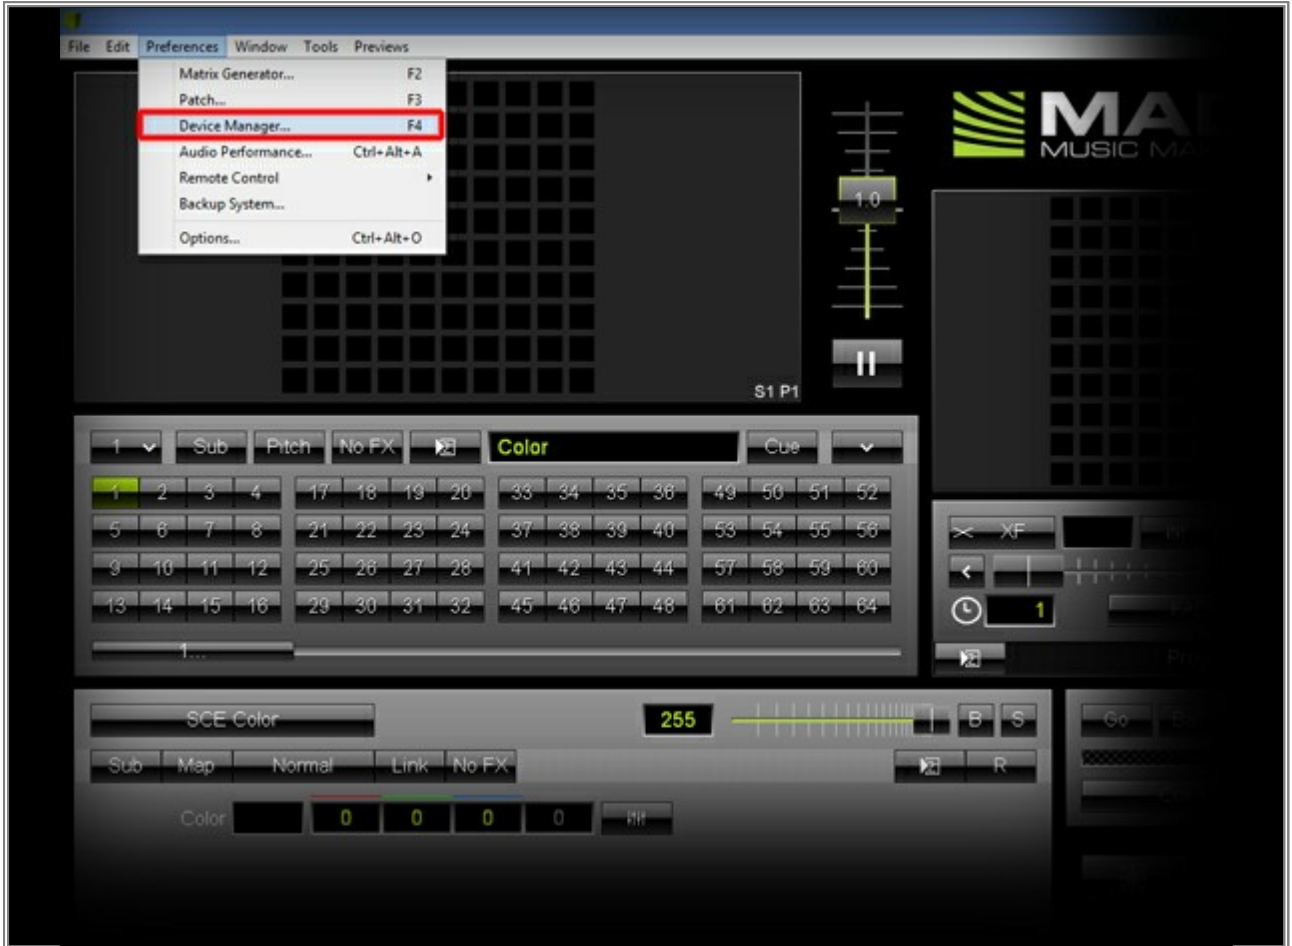 File Edit Preferences Window Tools Previews
Matrix Generator... F2
Patch... F3
Device Manager... F4
Audio Performance... Ctrl+Alt+A
Remote Control
Backup System...
Options... Ctrl+Alt+O
MUSIC
1.0
S1 P1
1 Sub Pitch No FX Color Cue
1 2 3 4 17 18 19 20 33 34 35 36 49 50 51 52
5 6 7 8 21 22 23 24 37 38 39 40 53 54 55 56
9 10 11 12 25 26 27 28 41 42 43 44 57 58 59 60
13 14 15 16 29 30 31 32 45 46 47 48 61 62 63 64
1...
XF
1
SCE Color 255 B S
Sub Map Normal Link No FX R
Color 0 0 0 0
Go